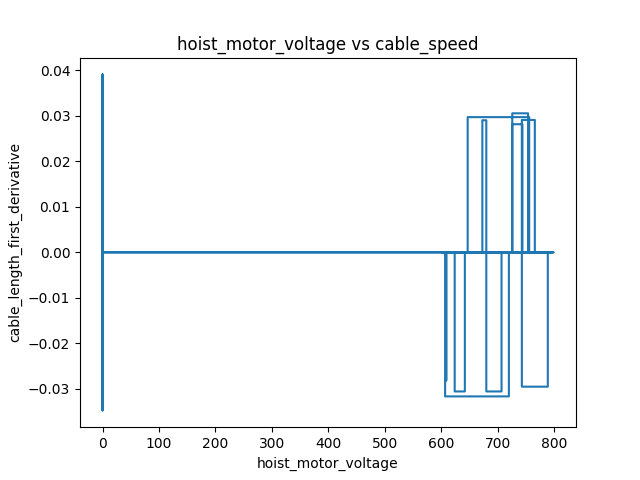 hoist_motor_voltage vs cable_speed
cable_length_first_derivative
0.04
0.03
0.02
0.01
0.00
−0.01
−0.02
−0.03
0 100 200 300 400 500 600 700 800
hoist_motor_voltage